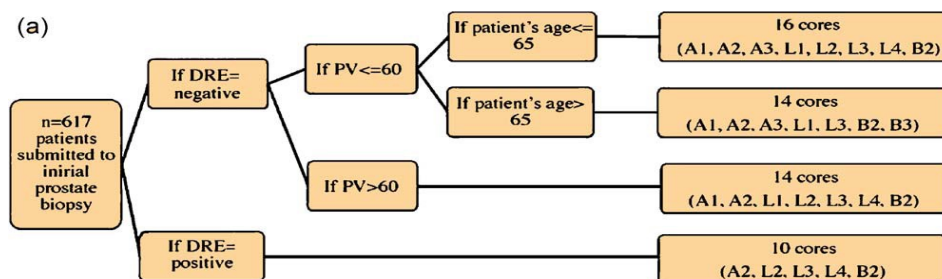 (a)
n=617
patients
submitted to
inirial
prostate
biopsy
If DRE=
negative
If DRE=
positive
If PV<=60
If PV>60
If patient's age<=
65
If patient's age>
65
16 cores
(A1, A2, A3, L1, L2, L3, L4, B2)
14 cores
(A1, A2, A3, L1, L3, B2, B3)
14 cores
(A1, A2, L1, L2, L3, L4, B2)
10 cores
(A2, L2, L3, L4, B2)